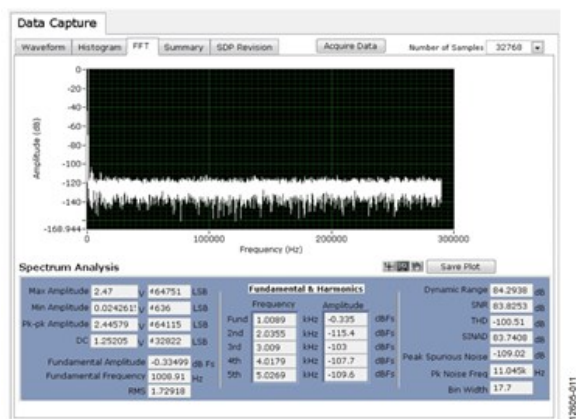 Data Capture
Waveform Histogram FFT Summary SDP Revision Acquire Data Number of Samples 32768
0
-20
-40
-60
-80
-100
-120
-140
-168.944
Amplitude (dB)
0 100000 200000 300000
Frequency (Hz)
Spectrum Analysis Save Plot
Max Amplitude 2.47 V #64751 LSB
Min Amplitude 0.0242615 V #636 LSB
Pk-pk Amplitude 2.44579 V #64115 LSB
DC 1.25205 V #32822 LSB
Fundamental Amplitude -0.33499 dB Fs
Fundamental Frequency 1008.91 Hz
RMS 1.72918
Fundamental & Harmonics
Frequency Amplitude
Fund 1.0089 kHz -0.335 dBFs
2nd 2.0355 kHz -115.4 dBFs
3rd 3.009 kHz -103 dBFs
4th 4.0179 kHz -107.7 dBFs
5th 5.0269 kHz -109.6 dBFs
Dynamic Range 84.2938 dB
SNR 83.8253 dB
THD -100.51 dB
SINAD 83.7408 dB
Peak Spurious Noise -109.02 dB
Pk Noise Freq 11.045k Hz
Bin Width 17.7
12605-011